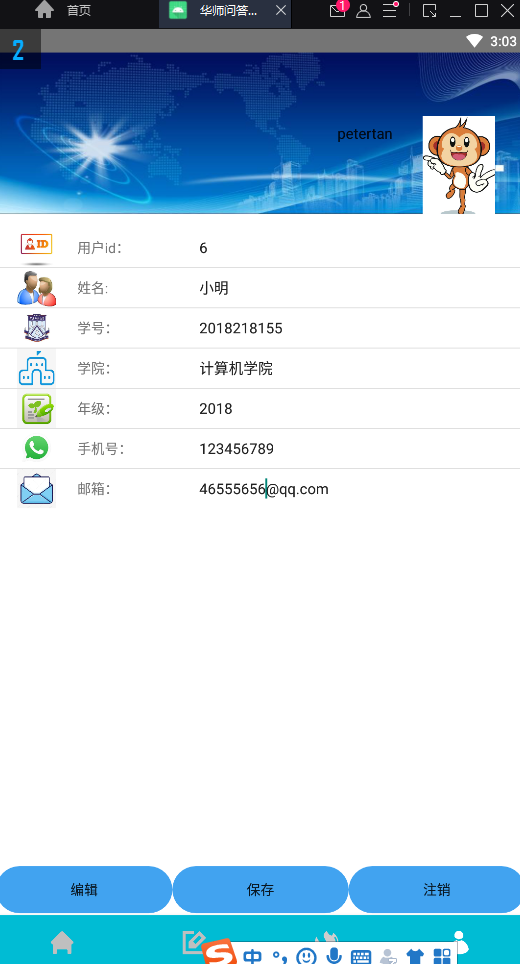 首页
华师问答...
1
2
3:03
petertan
ID
用户id：
6
姓名:
小明
学号：
2018218155
学院：
计算机学院
年级：
2018
手机号：
123456789
邮箱：
46555656@qq.com
编辑
保存
注销
S
中